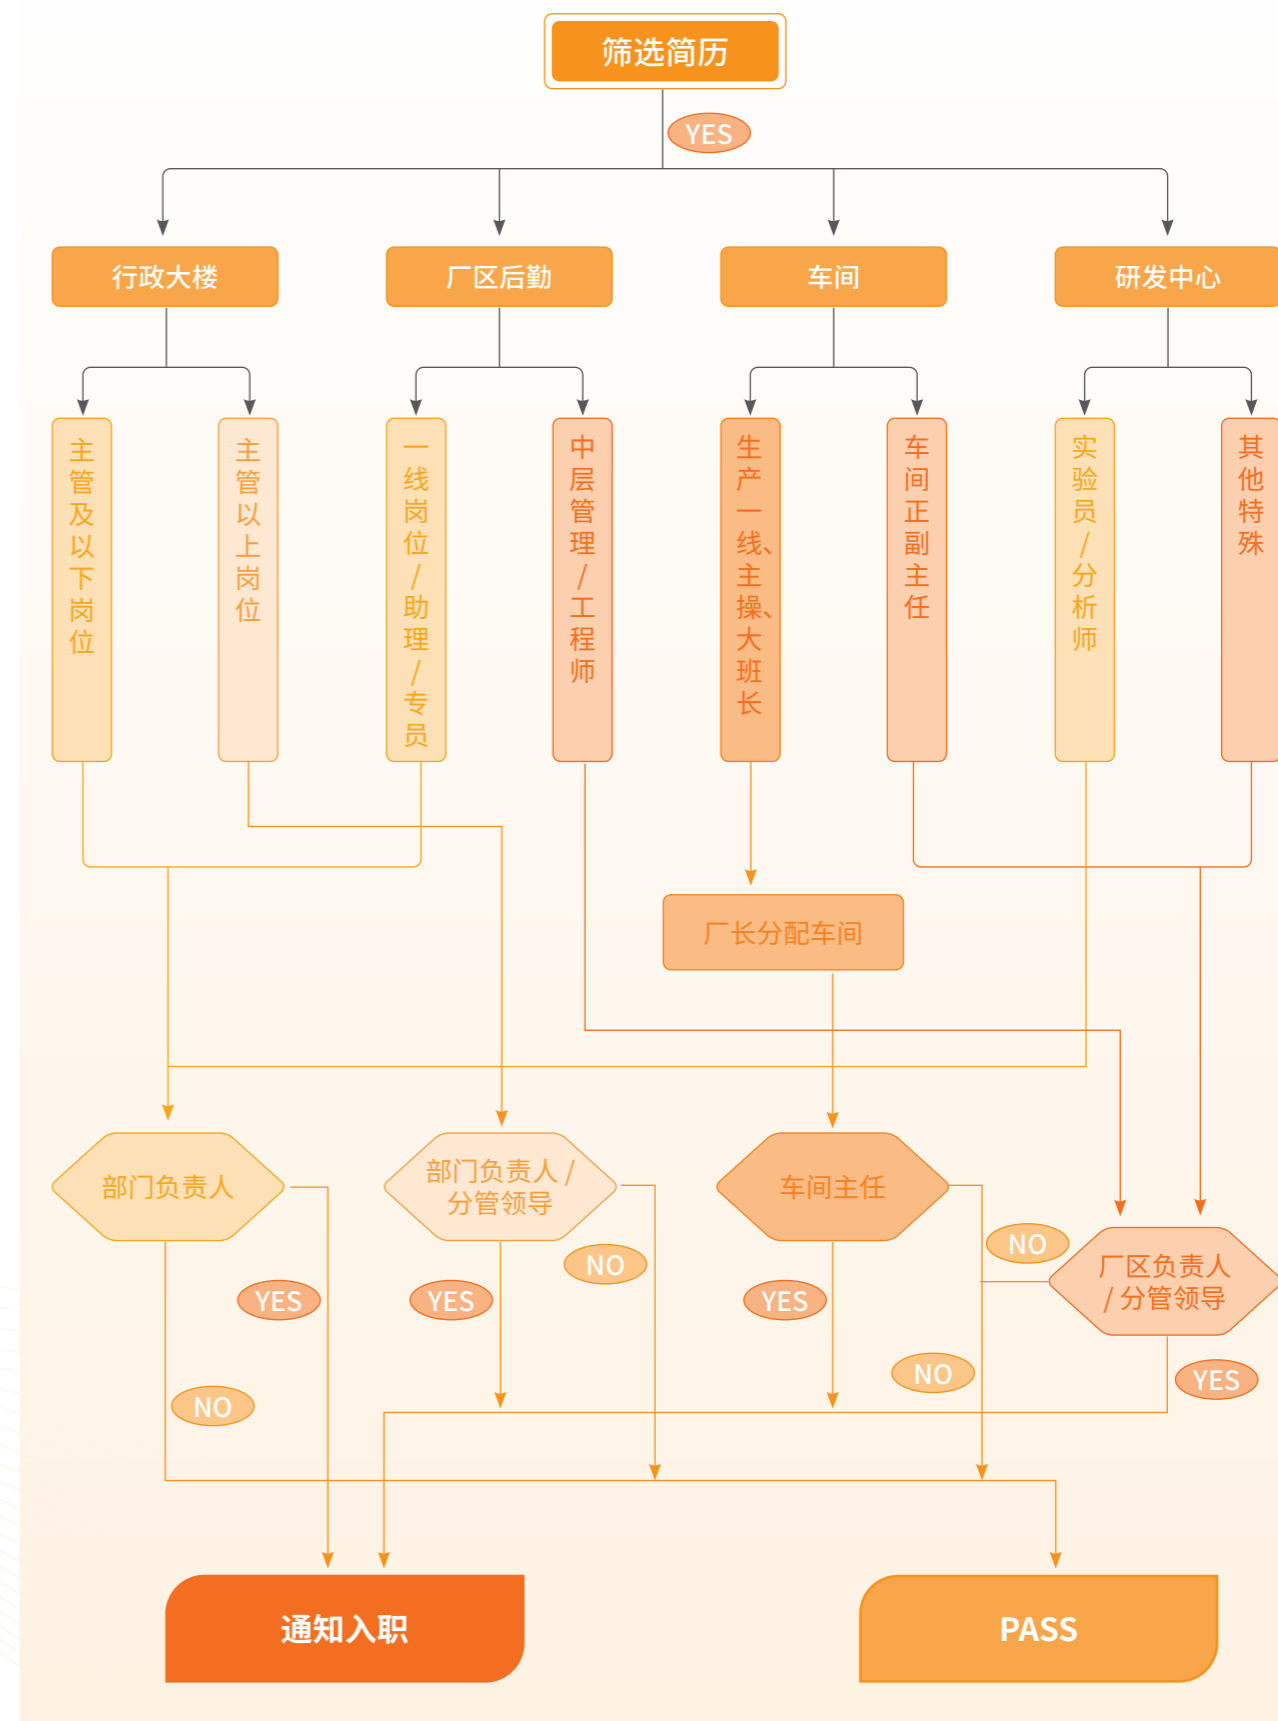 筛选简历
YES
行政大楼
厂区后勤
车间
研发中心
主管及以下岗位
主管以上岗位
一线岗位/助理/专员
中层管理/工程师
生产一线、主操、大班长
车间正副主任
实验员/分析师
其他特殊
厂长分配车间
部门负责人
部门负责人 /
分管领导
车间主任
厂区负责人
/ 分管领导
NO
NO
YES
YES
YES
NO
YES
NO
通知入职
PASS